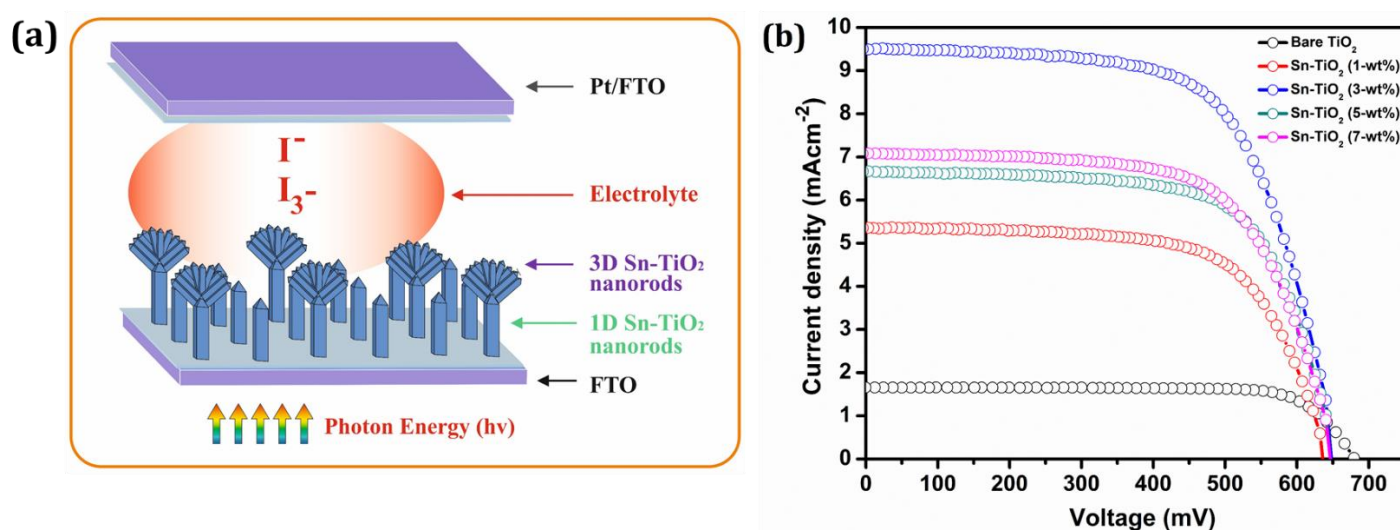 (a)
Pt/FTO
I⁻
I₃⁻
Electrolyte
3D Sn-TiO₂
nanorods
1D Sn-TiO₂
nanorods
FTO
Photon Energy (hν)
(b)
10
9
8
7
6
5
4
3
2
1
0
Current density (mAcm⁻²)
Bare TiO₂
Sn-TiO₂ (1-wt%)
Sn-TiO₂ (3-wt%)
Sn-TiO₂ (5-wt%)
Sn-TiO₂ (7-wt%)
0 100 200 300 400 500 600 700
Voltage (mV)